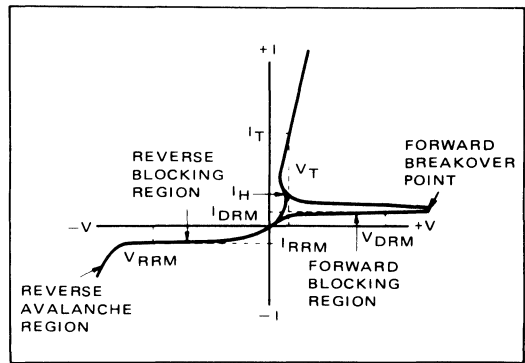 +I
I_T
V_T
FORWARD
BREAKOVER
POINT
REVERSE
BLOCKING
REGION
I_H
I_DRM
−V
+V
V_RRM
I_RRM
V_DRM
FORWARD
BLOCKING
REGION
REVERSE
AVALANCHE
REGION
−I